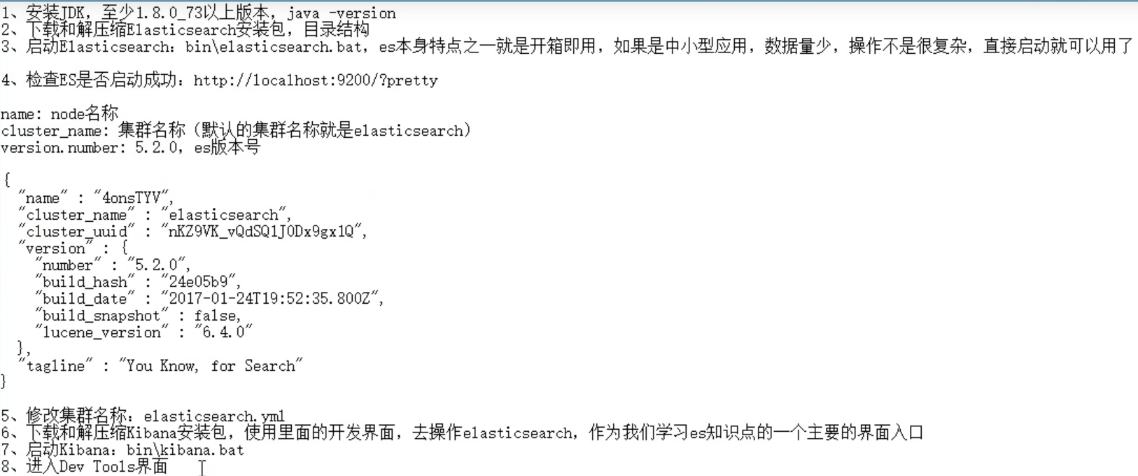 1、安装JDK，至少1.8.0_73以上版本，java -version
2、下载和解压缩Elasticsearch安装包，目录结构
3、启动Elasticsearch：bin\elasticsearch.bat，es本身特点之一就是开箱即用，如果是中小型应用，数据量少，操作不是很复杂，直接启动就可以用了
4、检查ES是否启动成功：http://localhost:9200/?pretty
name: node名称
cluster_name: 集群名称（默认的集群名称就是elasticsearch）
version.number: 5.2.0，es版本号
{
  "name" : "4onsTYV",
  "cluster_name" : "elasticsearch",
  "cluster_uuid" : "nKZ9VK_vQdSQ1J0Dx9gx1Q",
  "version" : {
    "number" : "5.2.0",
    "build_hash" : "24e05b9",
    "build_date" : "2017-01-24T19:52:35.800Z",
    "build_snapshot" : false,
    "lucene_version" : "6.4.0"
  },
  "tagline" : "You Know, for Search"
}
5、修改集群名称：elasticsearch.yml
6、下载和解压缩Kibana安装包，使用里面的开发界面，去操作elasticsearch，作为我们学习es知识点的一个主要的界面入口
7、启动Kibana：bin\kibana.bat
8、进入Dev Tools界面